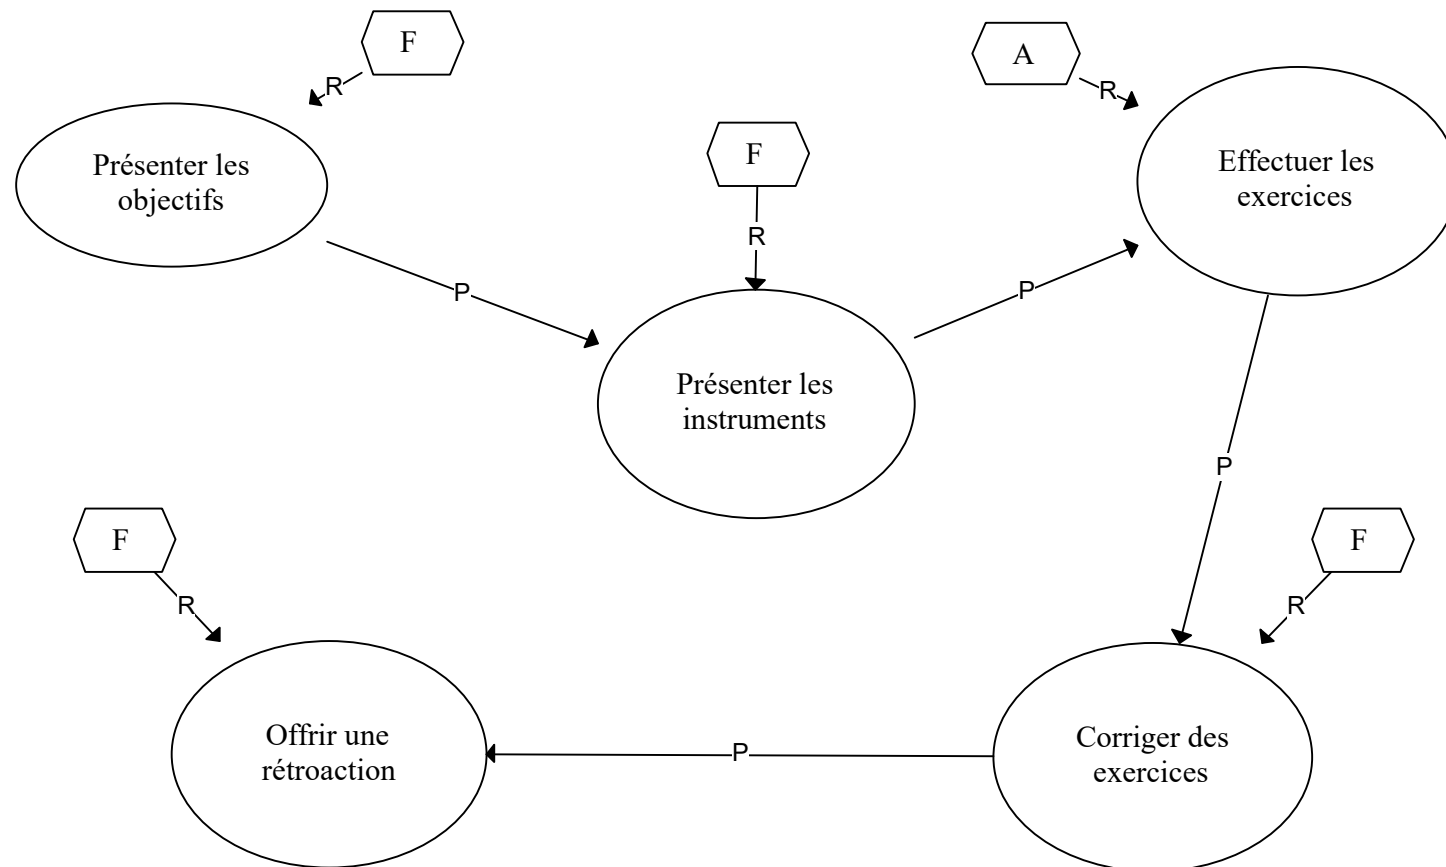 F
A
R
R
F
Présenter les
objectifs
Effectuer les
exercices
R
P
P
Présenter les
instruments
P
F
F
R
R
Offrir une
rétroaction
P
Corriger des
exercices